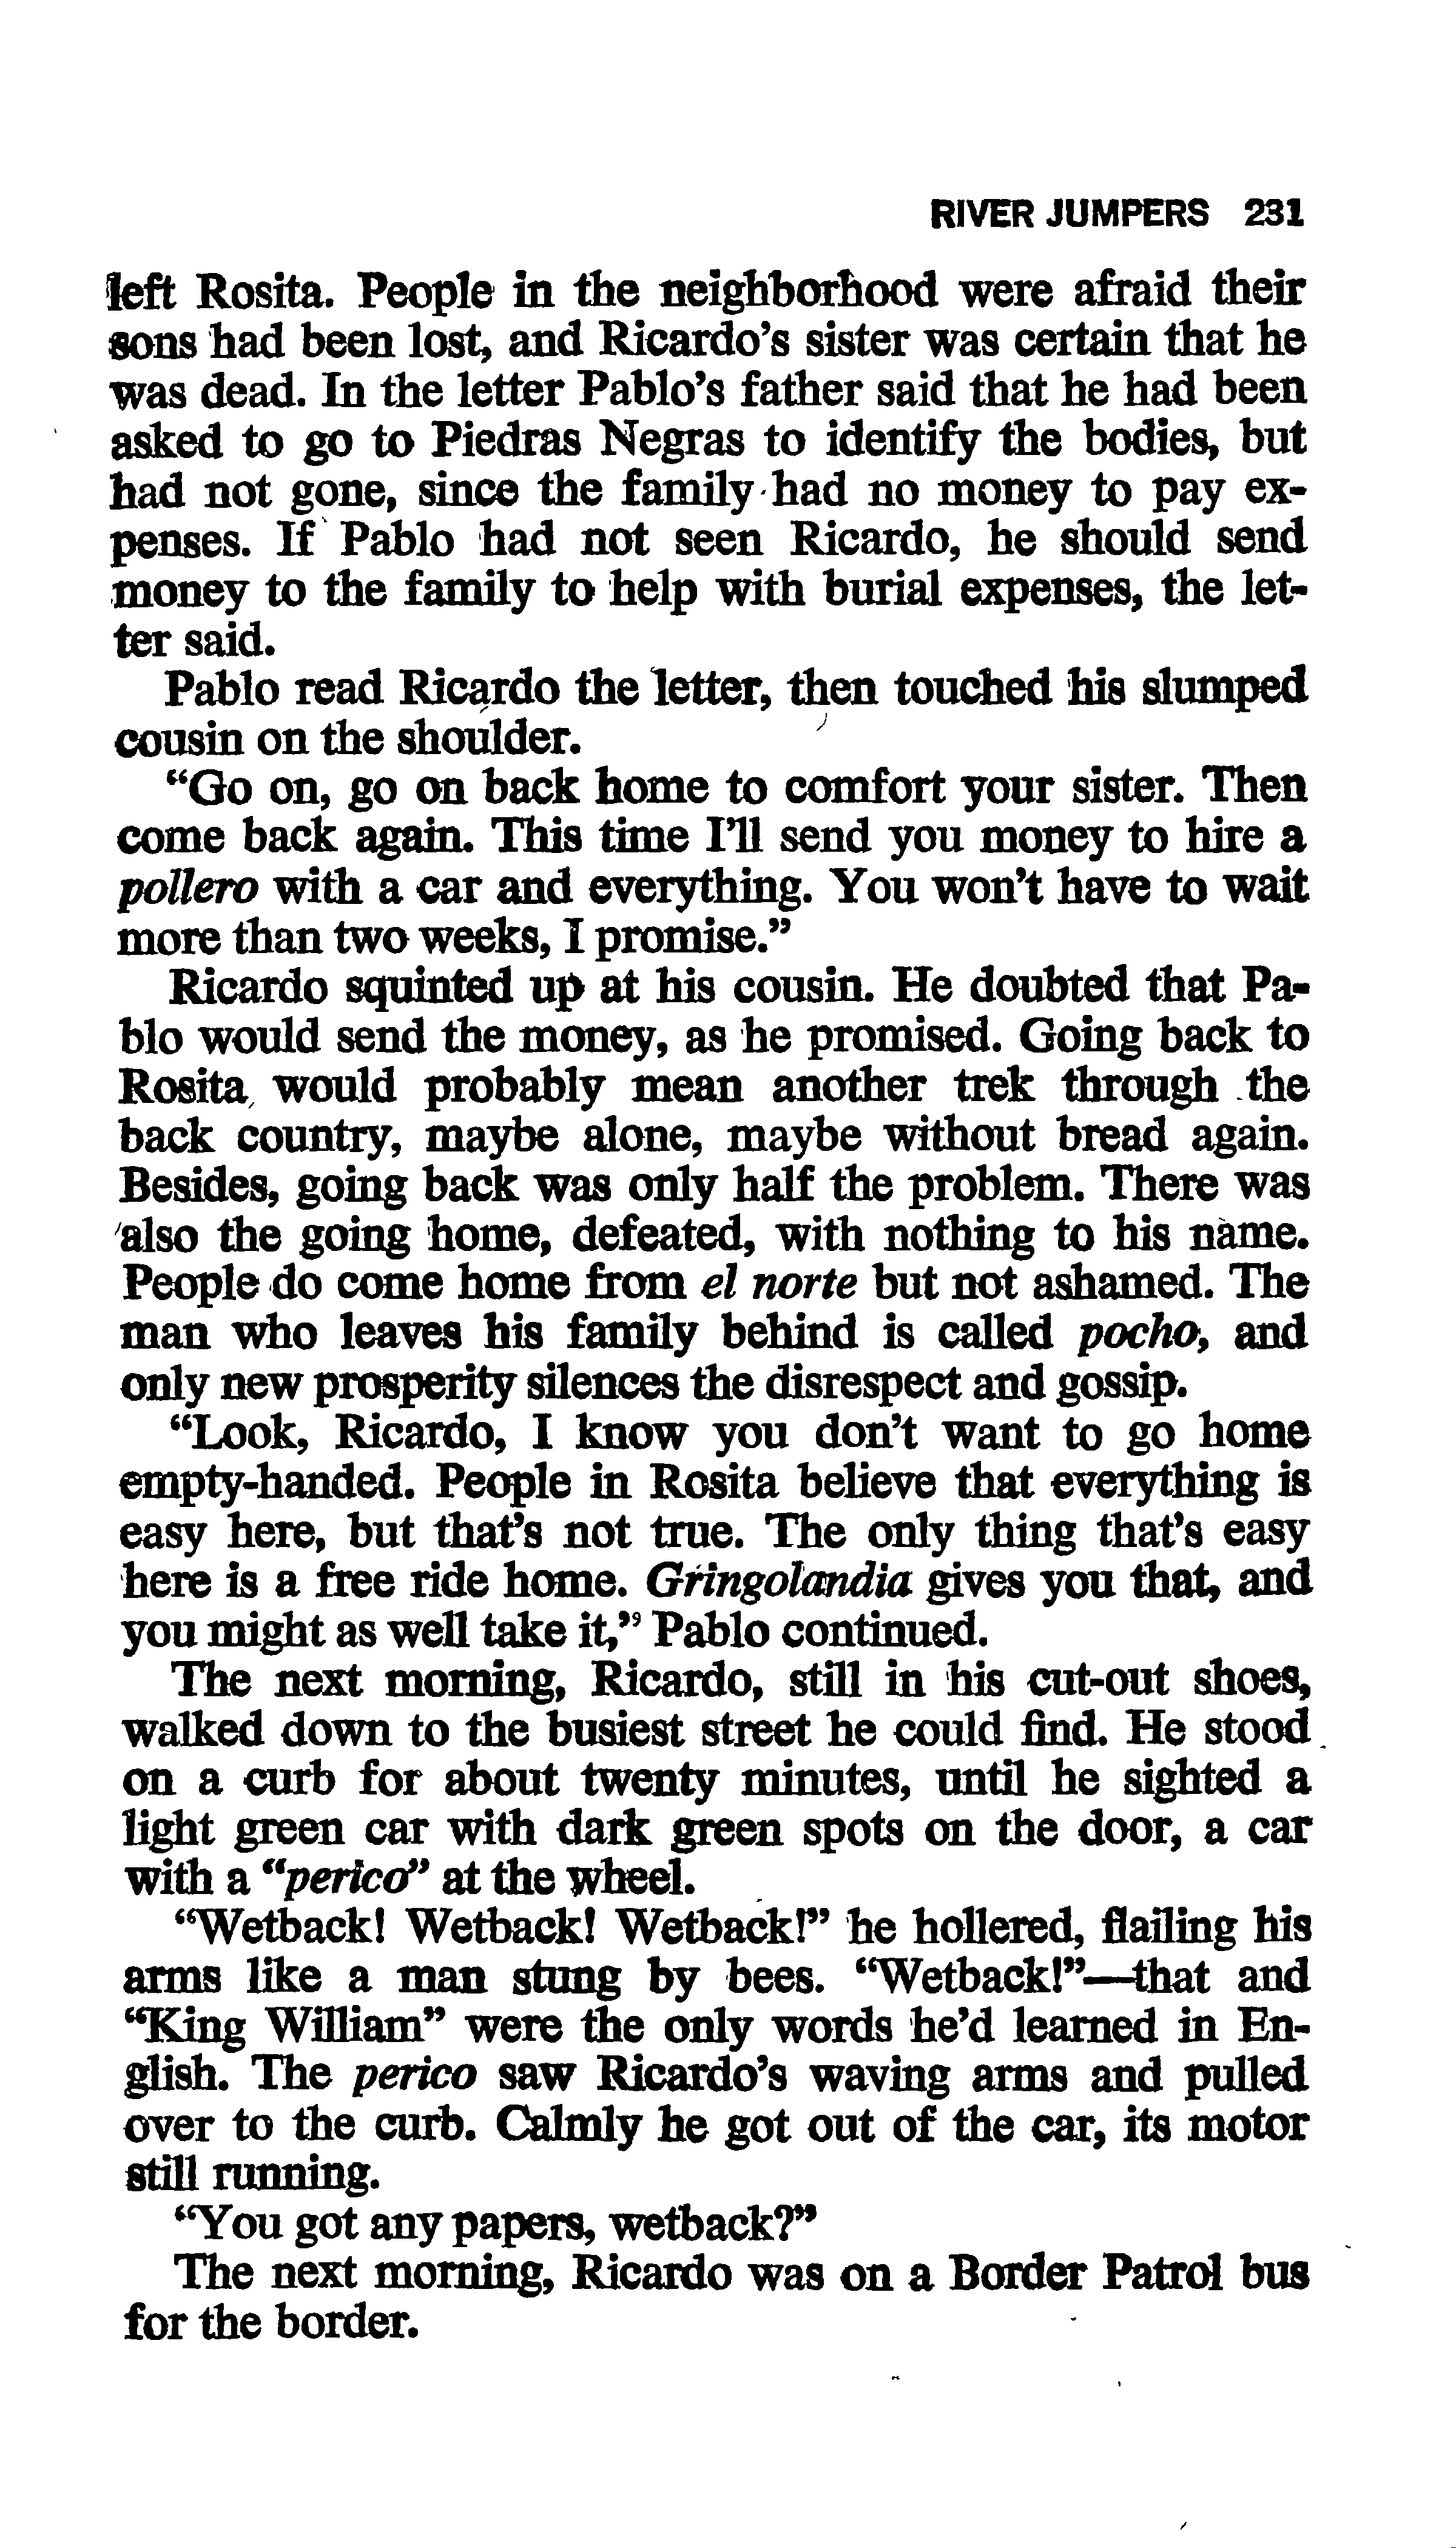 RIVER JUMPERS 231
left Rosita. People in the neighborhood were afraid their
sons had been lost, and Ricardo's sister was certain that he
was dead. In the letter Pablo's father said that he had been
asked to go to Piedras Negras to identify the bodies, but
had not gone, since the family had no money to pay ex-
penses. If Pablo had not seen Ricardo, he should send
money to the family to help with burial expenses, the let-
ter said.
Pablo read Ricardo the letter, then touched his slumped
cousin on the shoulder.
"Go on, go on back home to comfort your sister. Then
come back again. This time I'll send you money to hire a
pollero with a car and everything. You won't have to wait
more than two weeks, I promise."
Ricardo squinted up at his cousin. He doubted that Pa-
blo would send the money, as he promised. Going back to
Rosita, would probably mean another trek through the
back country, maybe alone, maybe without bread again.
Besides, going back was only half the problem. There was
also the going home, defeated, with nothing to his name.
People do come home from el norte but not ashamed. The
man who leaves his family behind is called pocho, and
only new prosperity silences the disrespect and gossip.
"Look, Ricardo, I know you don't want to go home
empty-handed. People in Rosita believe that everything is
easy here, but that's not true. The only thing that's easy
here is a free ride home. Gringolandia gives you that, and
you might as well take it," Pablo continued.
The next morning, Ricardo, still in his cut-out shoes,
walked down to the busiest street he could find. He stood
on a curb for about twenty minutes, until he sighted a
light green car with dark green spots on the door, a car
with a "perico" at the wheel.
"Wetback! Wetback! Wetback!" he hollered, flailing his
arms like a man stung by bees. "Wetback!"—that and
"King William" were the only words he'd learned in En-
glish. The perico saw Ricardo's waving arms and pulled
over to the curb. Calmly he got out of the car, its motor
still running.
"You got any papers, wetback?"
The next morning, Ricardo was on a Border Patrol bus
for the border.